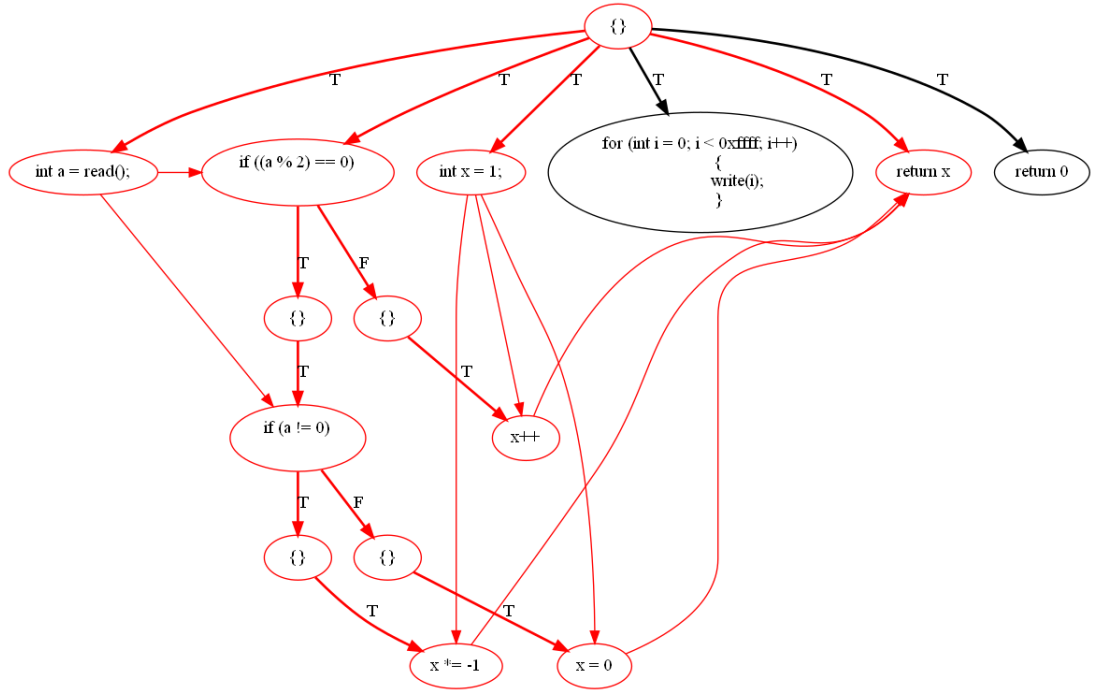 {}
T
T
T
T
T
T
int a = read();
if ((a % 2) == 0)
int x = 1;
for (int i = 0; i < 0xffff; i++)
{
write(i);
}
return x
return 0
T
F
{}
{}
T
T
if (a != 0)
x++
T
F
{}
{}
T
T
x *= -1
x = 0